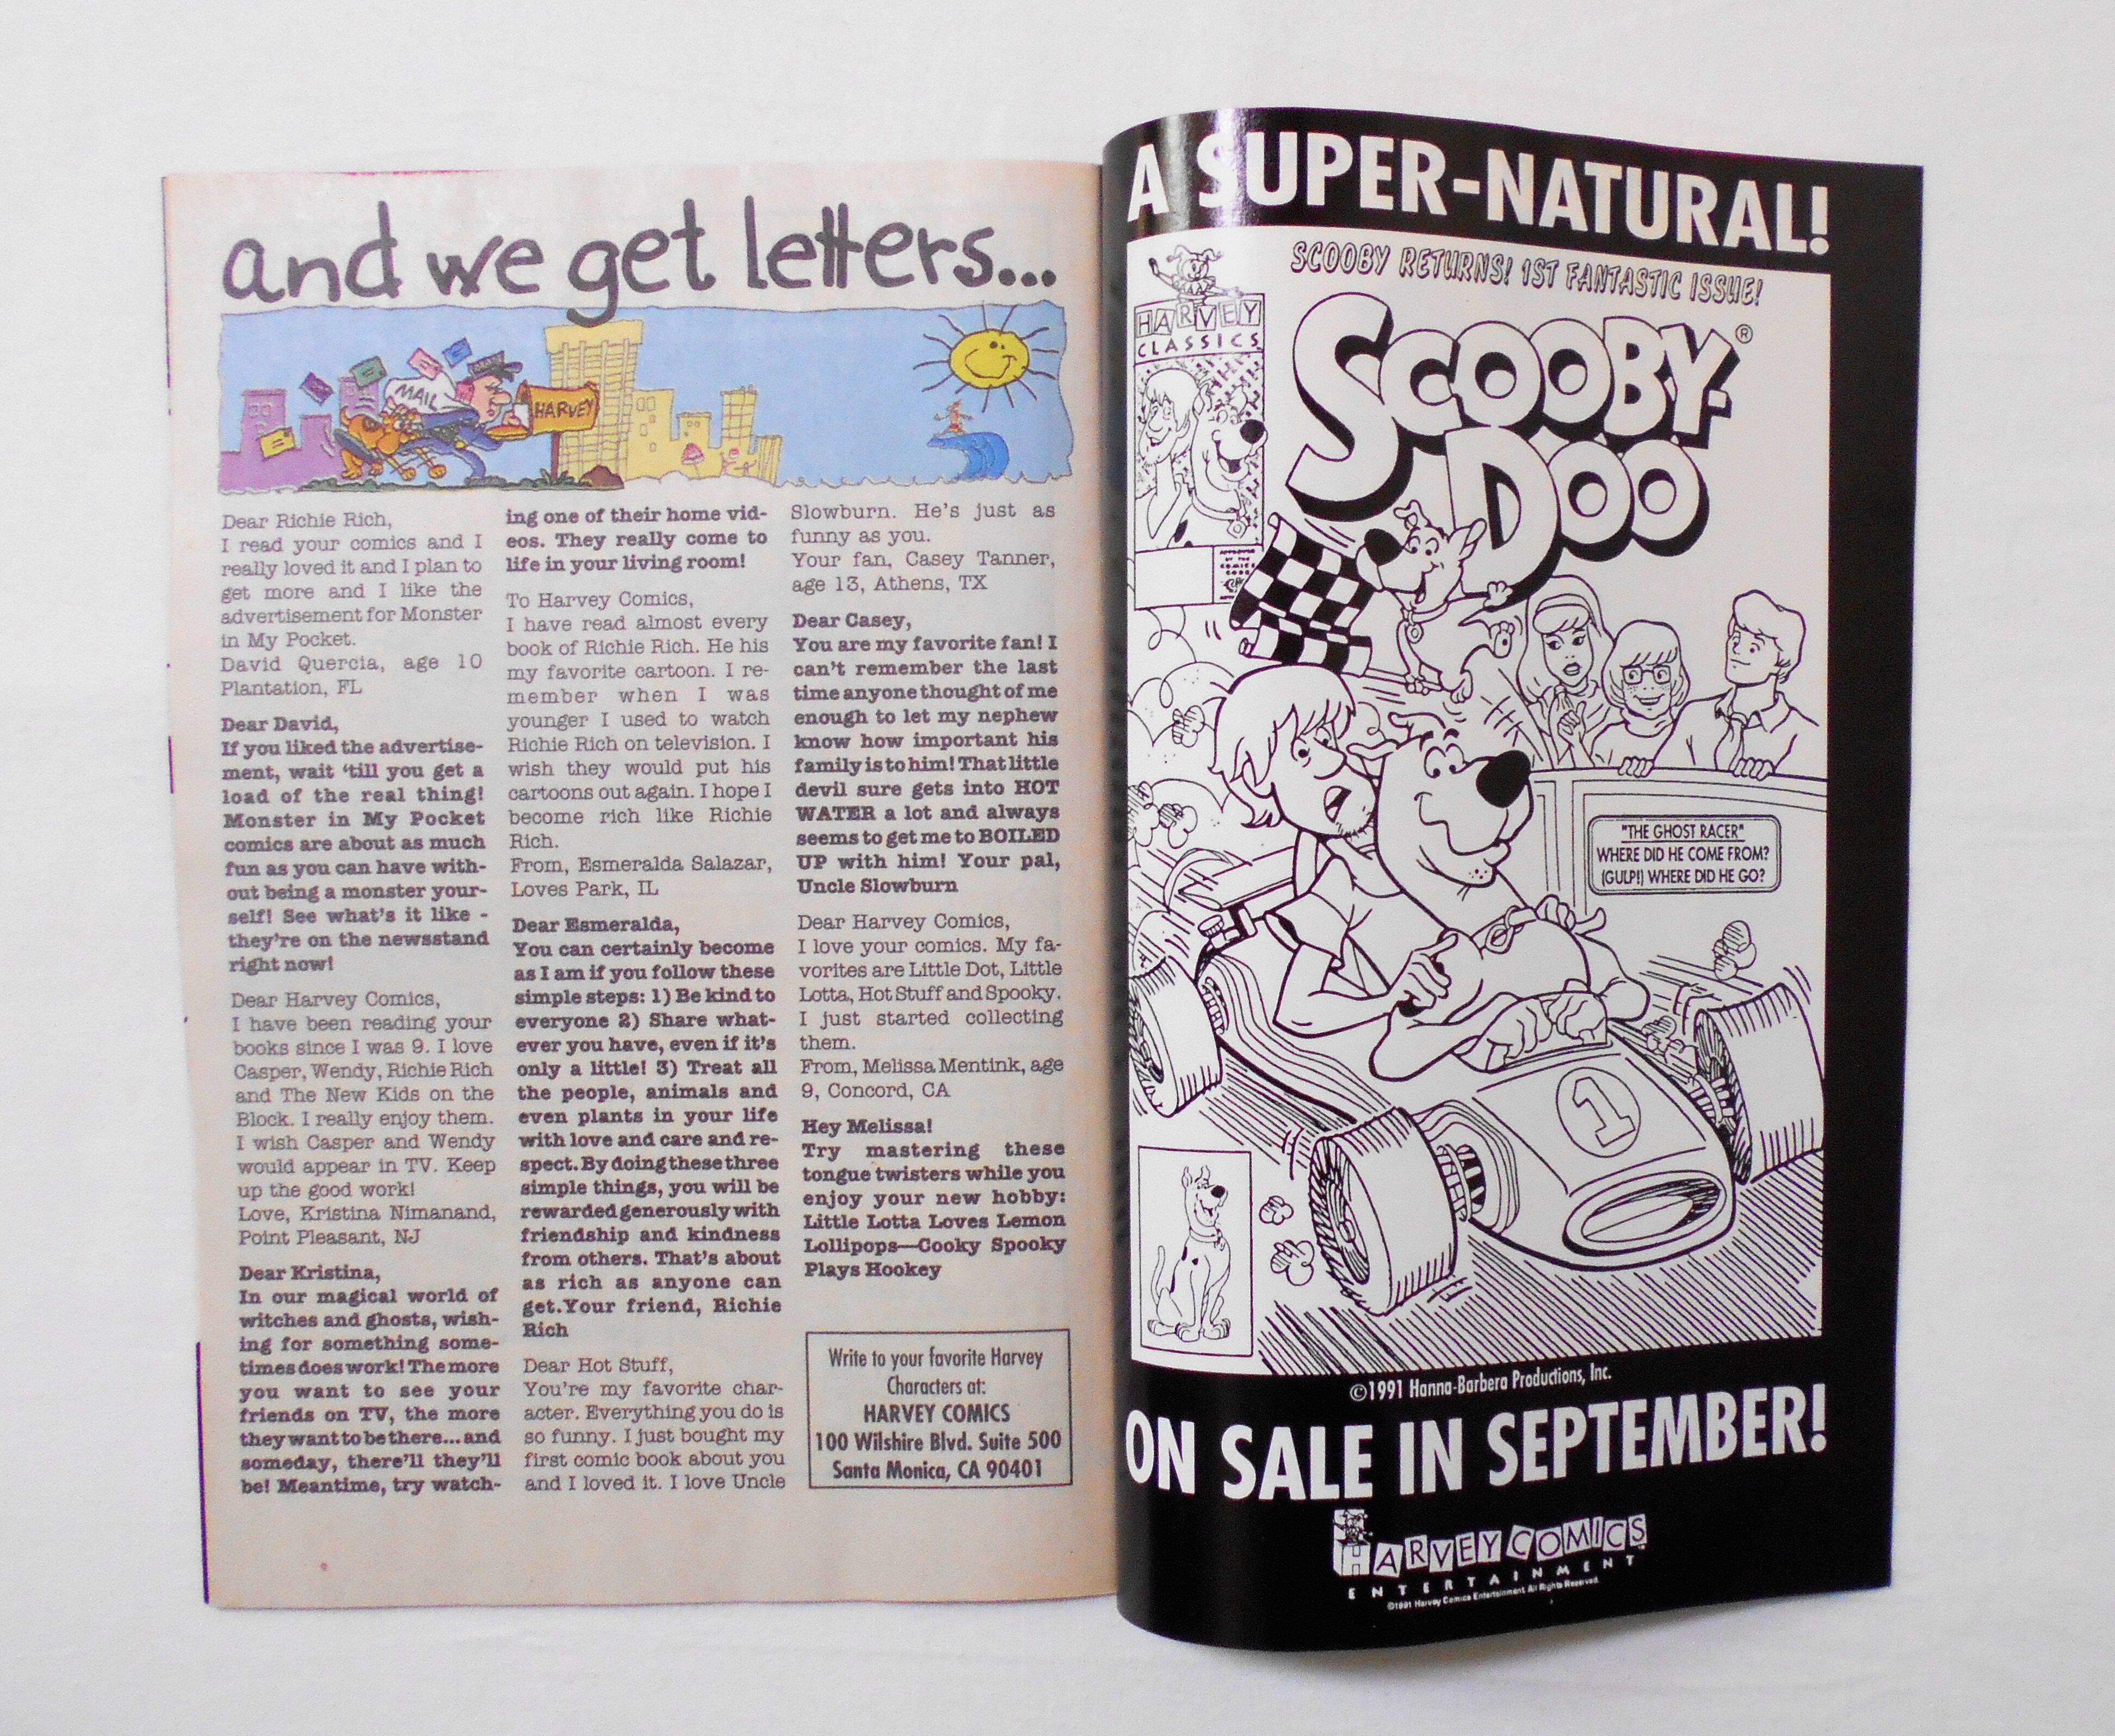 and we get letters...
MAIL
HARVEY
Dear Richie Rich,
I read your comics and I
really loved it and I plan to
get more and I like the
advertisement for Monster
in My Pocket.
David Quercia, age 10
Plantation, FL
Dear David,
If you liked the advertise-
ment, wait 'till you get a
load of the real thing!
Monster in My Pocket
comics are about as much
fun as you can have with-
out being a monster your-
self! See what's it like -
they're on the newsstand
right now!
Dear Harvey Comics,
I have been reading your
books since I was 9. I love
Casper, Wendy, Richie Rich
and The New Kids on the
Block. I really enjoy them.
I wish Casper and Wendy
would appear in TV. Keep
up the good work!
Love, Kristina Nimanand,
Point Pleasant, NJ
Dear Kristina,
In our magical world of
witches and ghosts, wish-
ing for something some-
times does work! The more
you want to see your
friends on TV, the more
they want to be there...and
someday, there'll they'll
be! Meantime, try watch-
ing one of their home vid-
eos. They really come to
life in your living room!
To Harvey Comics,
I have read almost every
book of Richie Rich. He his
my favorite cartoon. I re-
member when I was
younger I used to watch
Richie Rich on television. I
wish they would put his
cartoons out again. I hope I
become rich like Richie
Rich.
From, Esmeralda Salazar,
Loves Park, IL
Dear Esmeralda,
You can certainly become
as I am if you follow these
simple steps: 1) Be kind to
everyone 2) Share what-
ever you have, even if it's
only a little! 3) Treat all
the people, animals and
even plants in your life
with love and care and re-
spect. By doing these three
simple things, you will be
rewarded generously with
friendship and kindness
from others. That's about
as rich as anyone can
get.Your friend, Richie
Rich
Dear Hot Stuff,
You're my favorite char-
acter. Everything you do is
so funny. I just bought my
first comic book about you
and I loved it. I love Uncle
Slowburn. He's just as
funny as you.
Your fan, Casey Tanner,
age 13, Athens, TX
Dear Casey,
You are my favorite fan! I
can't remember the last
time anyone thought of me
enough to let my nephew
know how important his
family is to him! That little
devil sure gets into HOT
WATER a lot and always
seems to get me to BOILED
UP with him! Your pal,
Uncle Slowburn
Dear Harvey Comics,
I love your comics. My fa-
vorites are Little Dot, Little
Lotta, Hot Stuff and Spooky.
I just started collecting
them.
From, Melissa Mentink, age
9, Concord, CA
Hey Melissa!
Try mastering these
tongue twisters while you
enjoy your new hobby:
Little Lotta Loves Lemon
Lollipops—Cooky Spooky
Plays Hookey
Write to your favorite Harvey
Characters at:
HARVEY COMICS
100 Wilshire Blvd. Suite 500
Santa Monica, CA 90401
A SUPER-NATURAL!
SCOOBY RETURNS! 1ST FANTASTIC ISSUE!
HARVEY
CLASSICS
SCOOBY-
DOO®
APPROVED
BY THE
COMICS
CODE
"THE GHOST RACER"
WHERE DID HE COME FROM?
(GULP!) WHERE DID HE GO?
1
©1991 Hanna-Barbera Productions, Inc.
ON SALE IN SEPTEMBER!
HARVEY COMICS
ENTERTAINMENT
©1991 Harvey Comics Entertainment. All Rights Reserved.